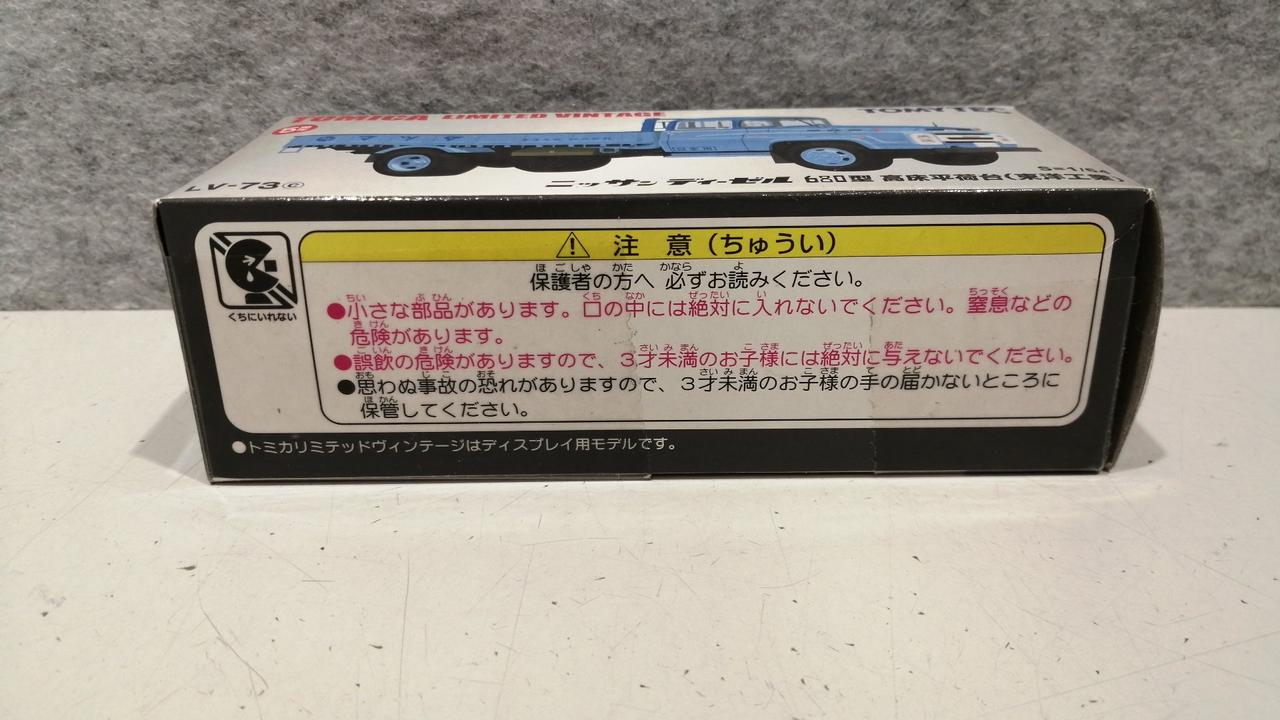 TOMICA LIMITED VINTAGE
TOMYTEC
LV-73c
ニッサン ディーゼル 680型 高床平荷台(東洋工業)
⚠ 注 意(ちゅうい)
保護者の方へ 必ずお読みください。
●小さな部品があります。口の中には絶対に入れないでください。窒息などの
危険があります。
●誤飲の危険がありますので、3才未満のお子様には絶対に与えないでください。
●思わぬ事故の恐れがありますので、3才未満のお子様の手の届かないところに
保管してください。
くちにいれない
●トミカリミテッドヴィンテージはディスプレイ用モデルです。